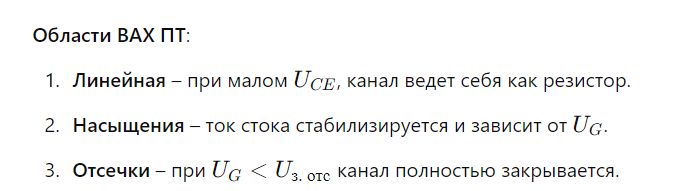 Области ВАХ ПТ:
1. Линейная – при малом U_{CE}, канал ведет себя как резистор.
2. Насыщения – ток стока стабилизируется и зависит от U_G.
3. Отсечки – при U_G < U_{з. отс} канал полностью закрывается.